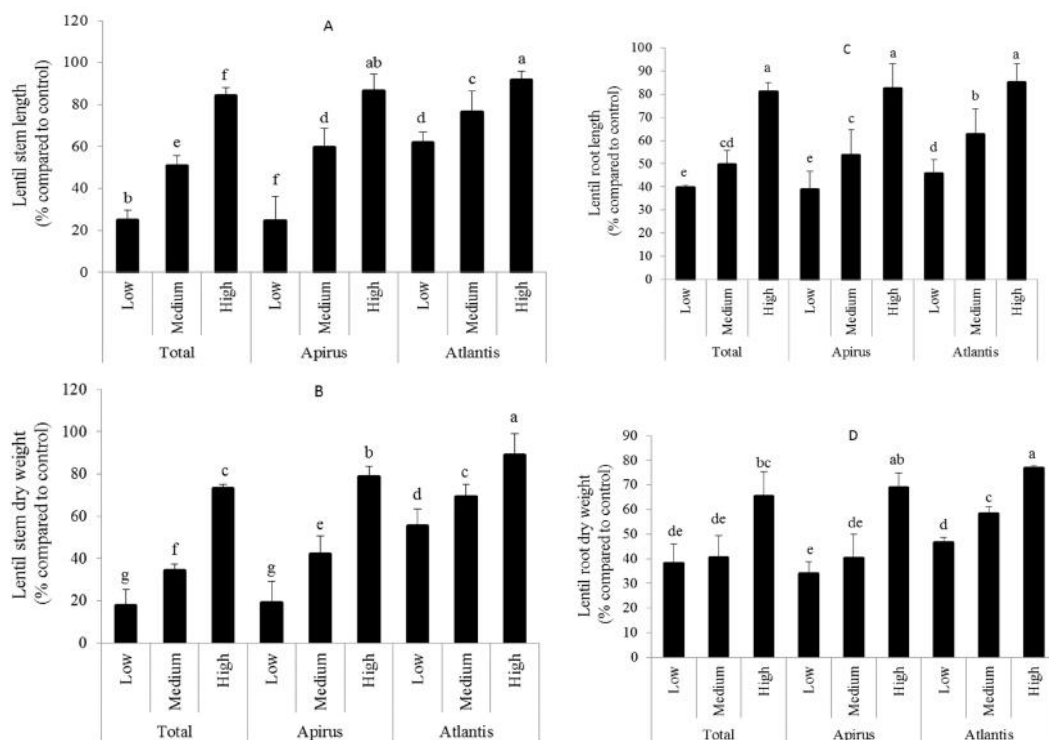 A
Lentil stem length
(% compared to control)
120
100
80
60
40
20
0
b
e
f
f
d
ab
d
c
a
Low
Medium
High
Low
Medium
High
Low
Medium
High
Total
Apirus
Atlantis
C
Lentil root length
(% compared to control)
100
90
80
70
60
50
40
30
20
10
0
e
cd
a
e
c
a
d
b
a
Low
Medium
High
Low
Medium
High
Low
Medium
High
Total
Apirus
Atlantis
B
Lentil stem dry weight
(% compared to control)
120
100
80
60
40
20
0
g
f
c
g
e
b
d
c
a
Low
Medium
High
Low
Medium
High
Low
Medium
High
Total
Apirus
Atlantis
D
Lentil root dry weight
(% compared to control)
90
80
70
60
50
40
30
20
10
0
de
de
bc
e
de
ab
d
c
a
Low
Medium
High
Low
Medium
High
Low
Medium
High
Total
Apirus
Atlantis